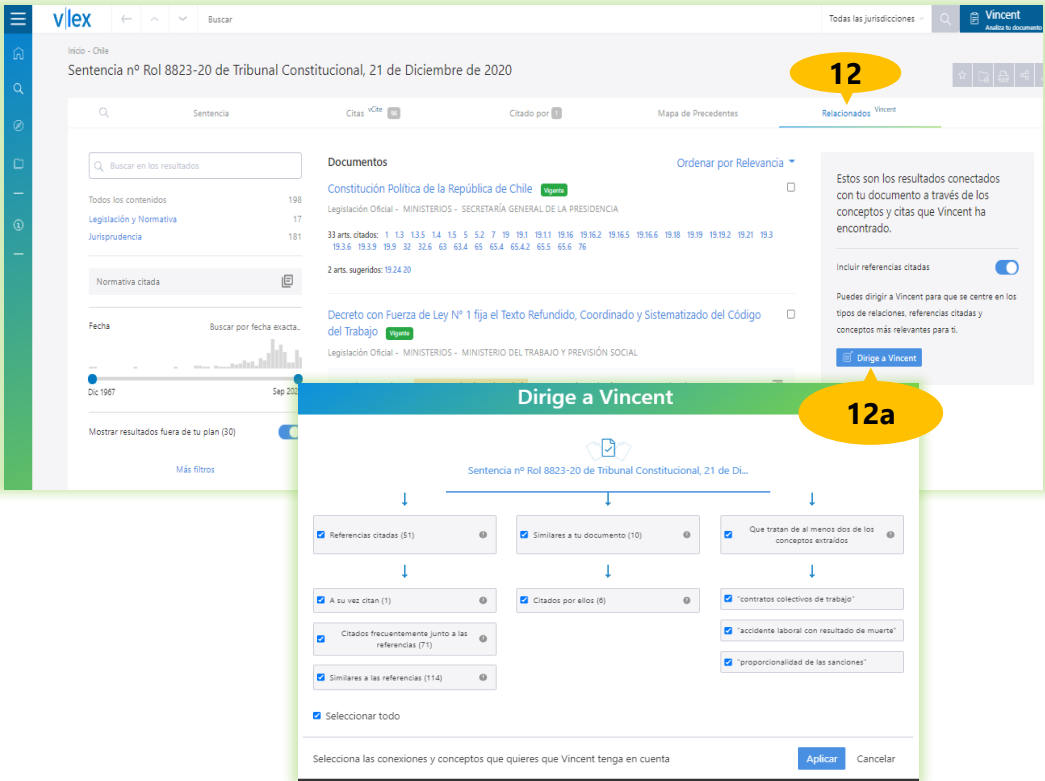 vlex
Buscar
Todas las jurisdicciones
Vincent
Analiza tu documento
Inicio - Chile
Sentencia nº Rol 8823-20 de Tribunal Constitucional, 21 de Diciembre de 2020
12
Sentencia
Citas vCite 96
Citado por 1
Mapa de Precedentes
Relacionados Vincent
Buscar en los resultados
Todos los contenidos 198
Legislación y Normativa 17
Jurisprudencia 181
Normativa citada
Fecha Buscar por fecha exacta..
Dic 1967 Sep 202
Mostrar resultados fuera de tu plan (30)
Más filtros
Documentos
Ordenar por Relevancia
Constitución Política de la República de Chile Vigente
Legislación Oficial - MINISTERIOS - SECRETARÍA GENERAL DE LA PRESIDENCIA
33 arts. citados: 1 1.3 1.3.5 1.4 1.5 5 5.2 7 19 19.1 19.1.1 19.16 19.16.2 19.16.5 19.16.6 19.18 19.19 19.19.2 19.21 19.3
19.3.6 19.3.9 19.9 32 32.6 63 63.4 65 65.4 65.4.2 65.5 65.6 76
2 arts. sugeridos: 19.24 20
Decreto con Fuerza de Ley Nº 1 fija el Texto Refundido, Coordinado y Sistematizado del Código
del Trabajo Vigente
Legislación Oficial - MINISTERIOS - MINISTERIO DEL TRABAJO Y PREVISIÓN SOCIAL
Estos son los resultados conectados
con tu documento a través de los
conceptos y citas que Vincent ha
encontrado.
Incluir referencias citadas
Puedes dirigir a Vincent para que se centre en los
tipos de relaciones, referencias citadas y
conceptos más relevantes para ti.
Dirige a Vincent
12a
Dirige a Vincent
Sentencia nº Rol 8823-20 de Tribunal Constitucional, 21 de Di...
Referencias citadas (51)
Similares a tu documento (10)
Que tratan de al menos dos de los
conceptos extraídos
A su vez citan (1)
Citados por ellos (6)
"contratos colectivos de trabajo"
Citados frecuentemente junto a las
referencias (71)
"accidente laboral con resultado de muerte"
Similares a las referencias (114)
"proporcionalidad de las sanciones"
Seleccionar todo
Selecciona las conexiones y conceptos que quieres que Vincent tenga en cuenta
Aplicar
Cancelar